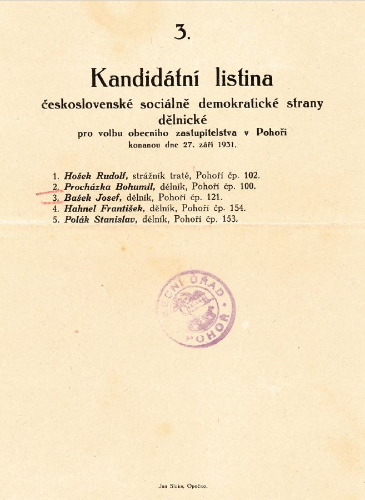 3.
Kandidátní listina
československé sociálně demokratické strany
dělnické
pro volbu obecního zastupitelstva v Pohoří
konanou dne 27. září 1931.
1. Hošek Rudolf, strážník tratě, Pohoří čp. 102.
2. Procházka Bohumil, dělník, Pohoří čp. 100.
3. Bašek Josef, dělník, Pohoří čp. 121.
4. Hahnel František, dělník, Pohoří čp. 154.
5. Polák Stanislav, dělník, Pohoří čp. 153.
OBECNÍ ÚŘAD
POHOŘ
Jan Slůka, Opočno.